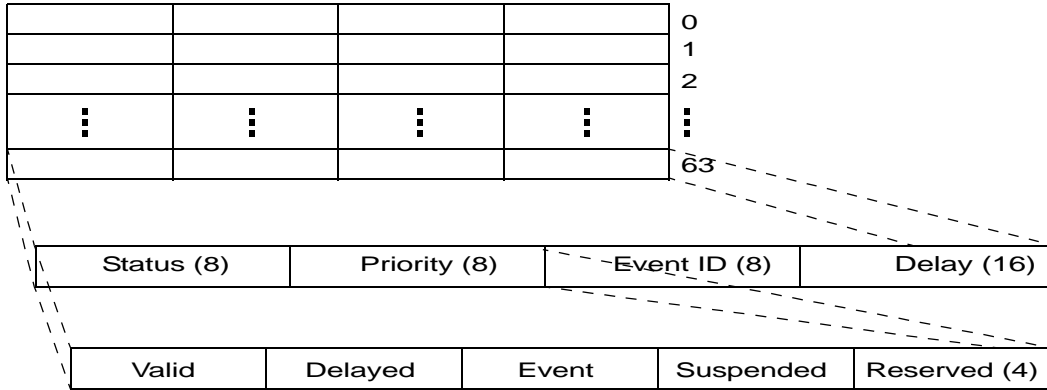 0
1
2
63
Status (8) Priority (8) Event ID (8) Delay (16)
Valid Delayed Event Suspended Reserved (4)